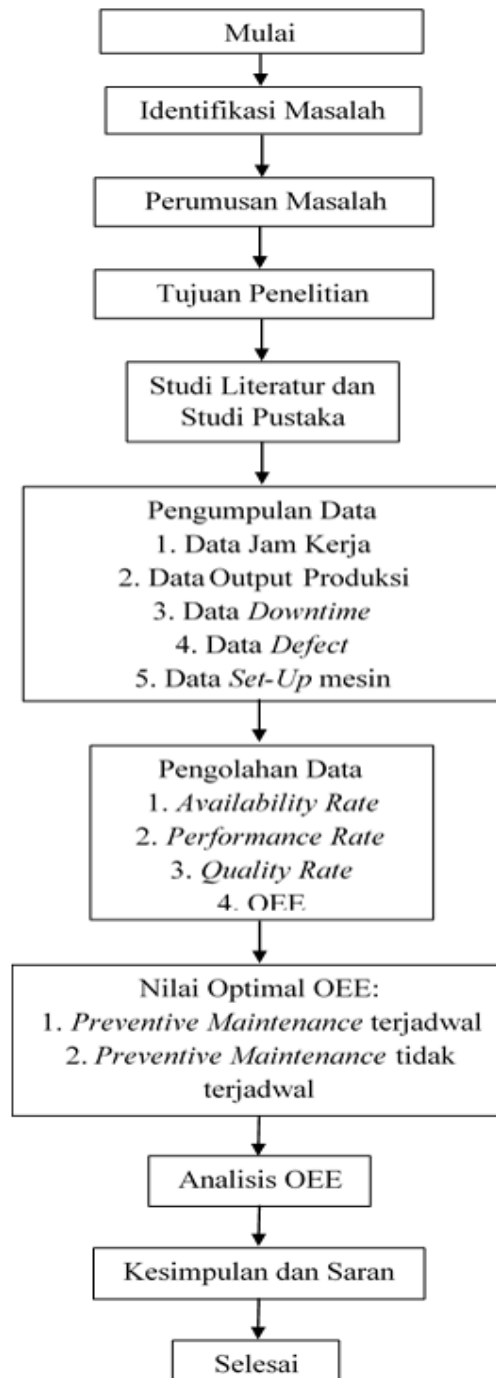 Mulai
Identifikasi Masalah
Perumusan Masalah
Tujuan Penelitian
Studi Literatur dan
Studi Pustaka
Pengumpulan Data
1. Data Jam Kerja
2. Data Output Produksi
3. Data Downtime
4. Data Defect
5. Data Set-Up mesin
Pengolahan Data
1. Availability Rate
2. Performance Rate
3. Quality Rate
4. OEE
Nilai Optimal OEE:
1. Preventive Maintenance terjadwal
2. Preventive Maintenance tidak
terjadwal
Analisis OEE
Kesimpulan dan Saran
Selesai